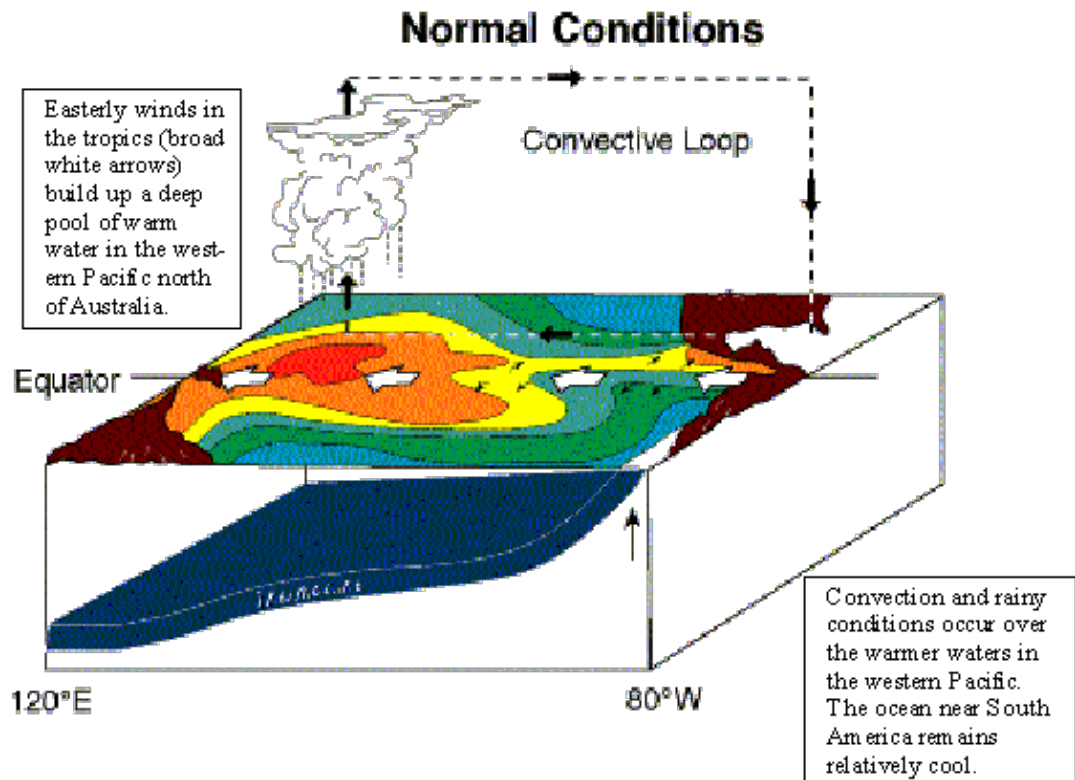 Normal Conditions
Easterly winds in
the tropics (broad
white arrows)
build up a deep
pool of warm
water in the west-
ern Pacific north
of Australia.
Convective Loop
Equator
120°E
80°W
Convection and rainy
conditions occur over
the warmer waters in
the western Pacific.
The ocean near South
America remains
relatively cool.